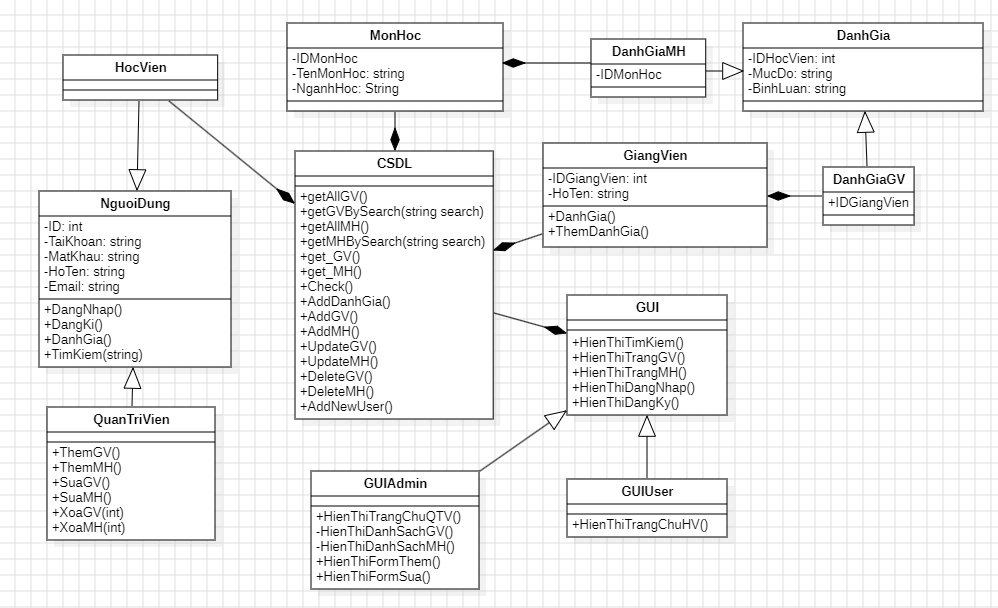 MonHoc
-IDMonHoc
-TenMonHoc: string
-NganhHoc: String
DanhGiaMH
-IDMonHoc
DanhGia
-IDHocVien: int
-MucDo: string
-BinhLuan: string
HocVien
CSDL
+getAllGV()
+getGVBySearch(string search)
+getAllMH()
+getMHBySearch(string search)
+get_GV()
+get_MH()
+Check()
+AddDanhGia()
+AddGV()
+AddMH()
+UpdateGV()
+UpdateMH()
+DeleteGV()
+DeleteMH()
+AddNewUser()
GiangVien
-IDGiangVien: int
-HoTen: string
+DanhGia()
+ThemDanhGia()
DanhGiaGV
+IDGiangVien
NguoiDung
-ID: int
-TaiKhoan: string
-MatKhau: string
-HoTen: string
-Email: string
+DangNhap()
+DangKi()
+DanhGia()
+TimKiem(string)
GUI
+HienThiTimKiem()
+HienThiTrangGV()
+HienThiTrangMH()
+HienThiDangNhap()
+HienThiDangKy()
QuanTriVien
+ThemGV()
+ThemMH()
+SuaGV()
+SuaMH()
+XoaGV(int)
+XoaMH(int)
GUIAdmin
+HienThiTrangChuQTV()
-HienThiDanhSachGV()
-HienThiDanhSachMH()
+HienThiFormThem()
+HienThiFormSua()
GUIUser
+HienThiTrangChuHV()